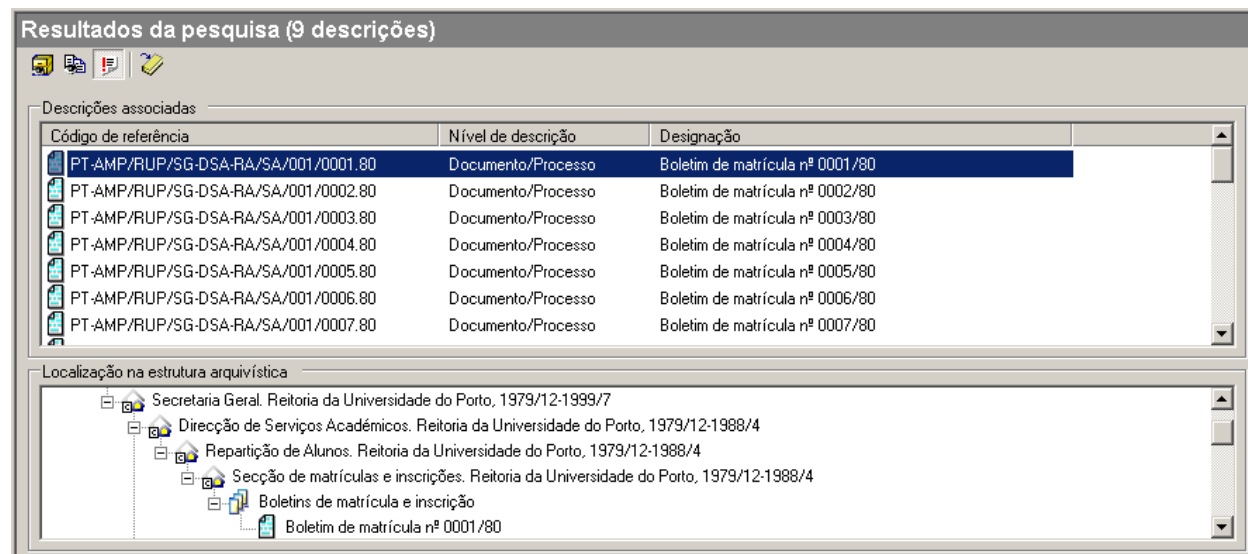 Resultados da pesquisa (9 descrições)
Descrições associadas
Código de referência Nível de descrição Designação
PT-AMP/RUP/SG-DSA-RA/SA/001/0001.80 Documento/Processo Boletim de matrícula nº 0001/80
PT-AMP/RUP/SG-DSA-RA/SA/001/0002.80 Documento/Processo Boletim de matrícula nº 0002/80
PT-AMP/RUP/SG-DSA-RA/SA/001/0003.80 Documento/Processo Boletim de matrícula nº 0003/80
PT-AMP/RUP/SG-DSA-RA/SA/001/0004.80 Documento/Processo Boletim de matrícula nº 0004/80
PT-AMP/RUP/SG-DSA-RA/SA/001/0005.80 Documento/Processo Boletim de matrícula nº 0005/80
PT-AMP/RUP/SG-DSA-RA/SA/001/0006.80 Documento/Processo Boletim de matrícula nº 0006/80
PT-AMP/RUP/SG-DSA-RA/SA/001/0007.80 Documento/Processo Boletim de matrícula nº 0007/80
Localização na estrutura arquivística
Secretaria Geral. Reitoria da Universidade do Porto, 1979/12-1999/7
Direcção de Serviços Académicos. Reitoria da Universidade do Porto, 1979/12-1988/4
Repartição de Alunos. Reitoria da Universidade do Porto, 1979/12-1988/4
Secção de matrículas e inscrições. Reitoria da Universidade do Porto, 1979/12-1988/4
Boletins de matrícula e inscrição
Boletim de matrícula nº 0001/80